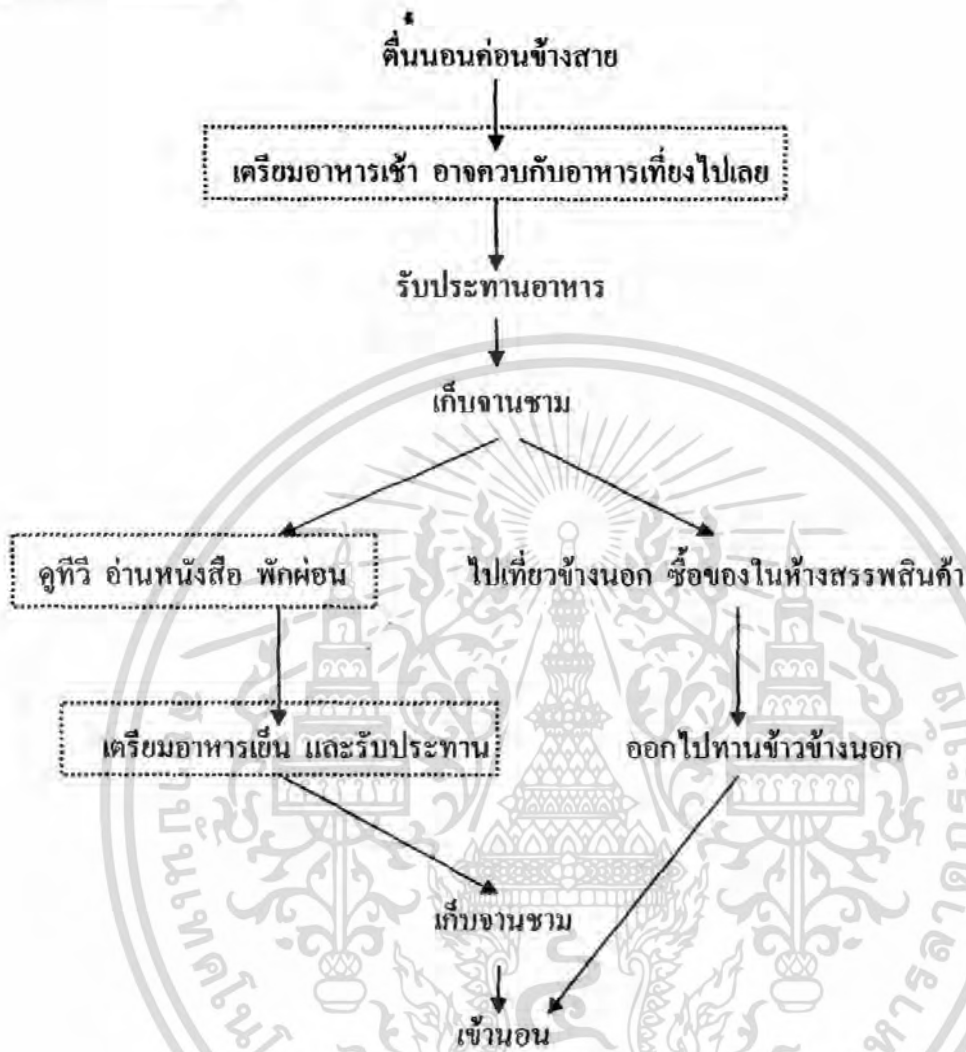 ตื่นนอนค่อนข้างสาย
เตรียมอาหารเช้า อาจควบกับอาหารเที่ยงไปเลย
รับประทานอาหาร
เก็บจานชาม
ดูทีวี อ่านหนังสือ พักผ่อน
ไปเที่ยวข้างนอก ซื้อของในห้างสรรพสินค้า
เตรียมอาหารเย็น และรับประทาน
ออกไปทานข้าวข้างนอก
เก็บจานชาม
เข้านอน